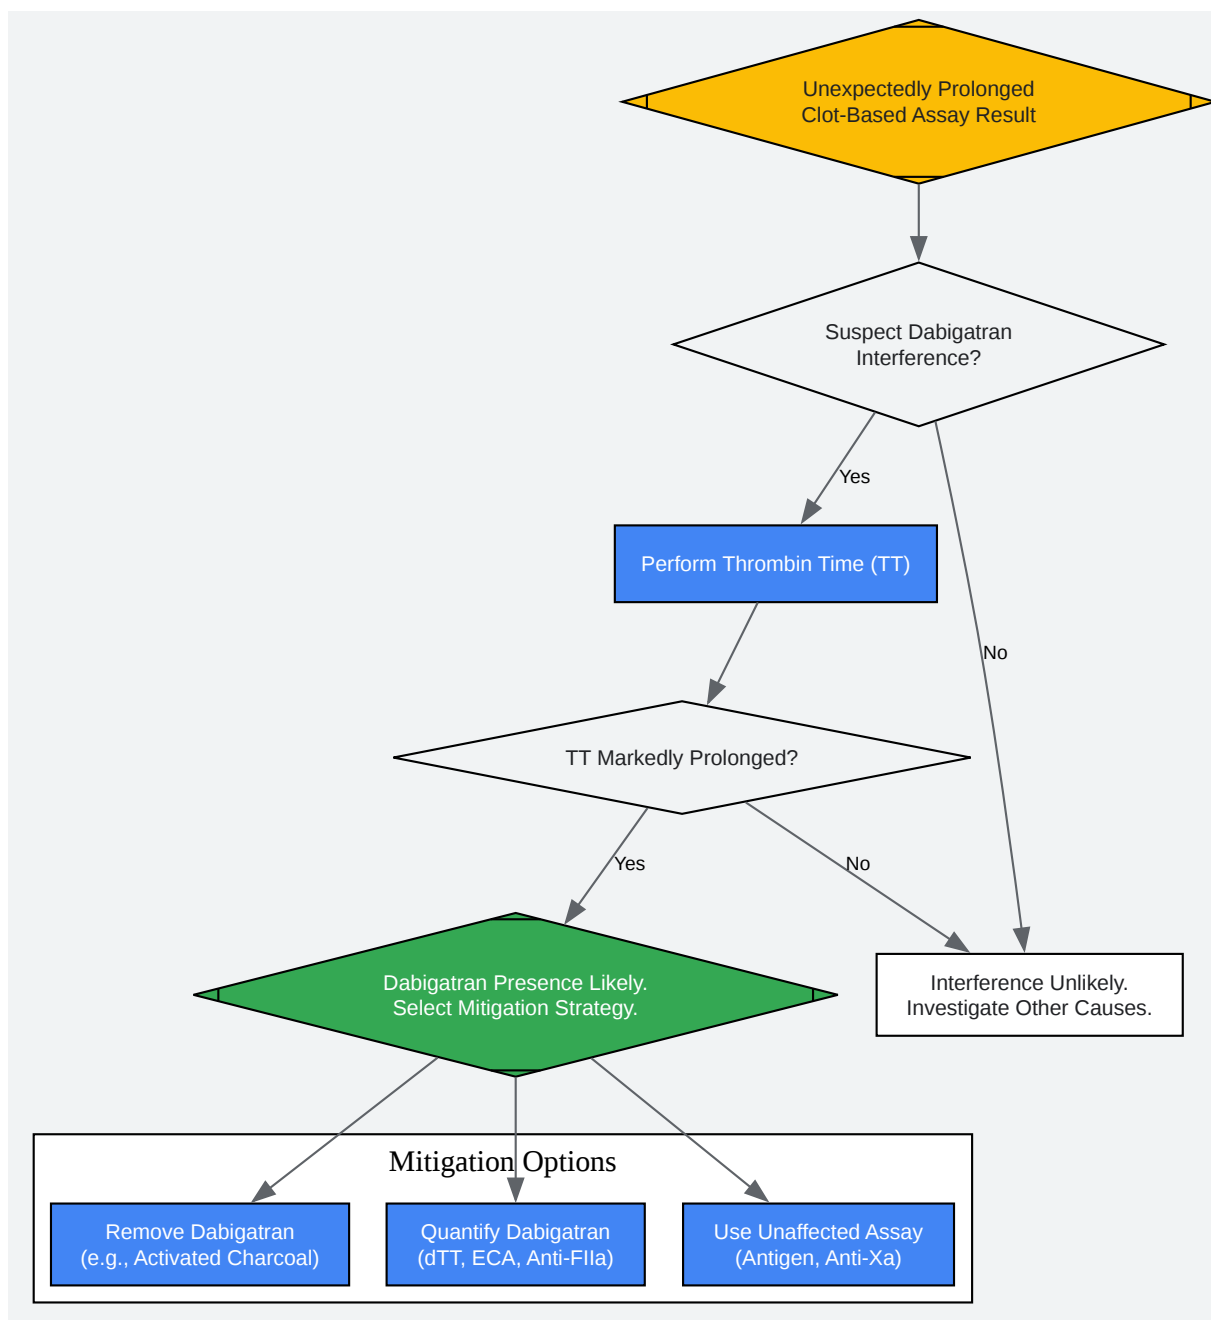 Unexpectedly Prolonged
Clot-Based Assay Result
Suspect Dabigatran
Interference?
Yes
Perform Thrombin Time (TT)
No
TT Markedly Prolonged?
Yes
No
Dabigatran Presence Likely.
Select Mitigation Strategy.
Interference Unlikely.
Investigate Other Causes.
Mitigation Options
Remove Dabigatran
(e.g., Activated Charcoal)
Quantify Dabigatran
(dTT, ECA, Anti-FIIa)
Use Unaffected Assay
(Antigen, Anti-Xa)